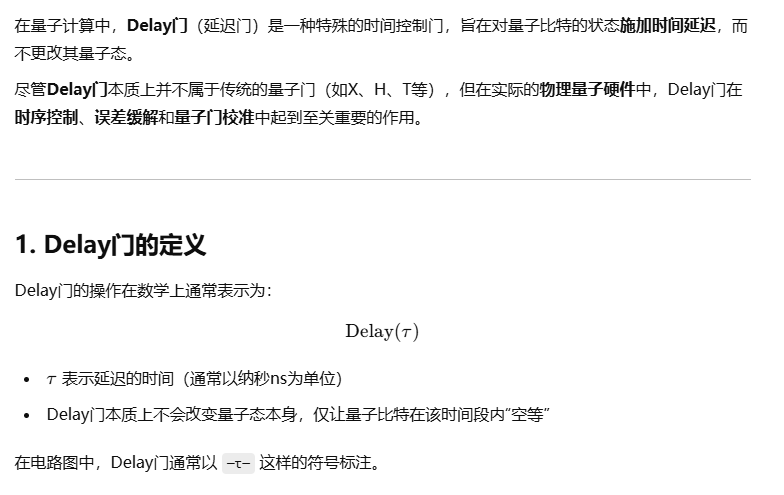 在量子计算中，Delay门（延迟门）是一种特殊的时间控制门，旨在对量子比特的状态施加时间延迟，而
不更改其量子态。
尽管Delay门本质上并不属于传统的量子门（如X、H、T等），但在实际的物理量子硬件中，Delay门在
时序控制、误差缓解和量子门校准中起到至关重要的作用。
1. Delay门的定义
Delay门的操作在数学上通常表示为：
Delay(τ)
• τ 表示延迟的时间（通常以纳秒ns为单位）
• Delay门本质上不会改变量子态本身，仅让量子比特在该时间段内“空等”
在电路图中，Delay门通常以 –τ– 这样的符号标注。